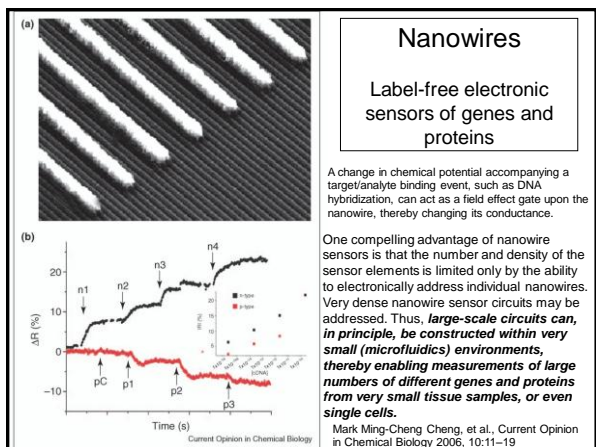 (a)
(b)
n1
n2
n3
n4
20
10
0
−10
ΔR (%)
pC
p1
p2
p3
n-type
p-type
20
15
10
5
0
Time (s)
Current Opinion in Chemical Biology
Nanowires
Label-free electronic
sensors of genes and
proteins
A change in chemical potential accompanying a
target/analyte binding event, such as DNA
hybridization, can act as a field effect gate upon the
nanowire, thereby changing its conductance.
One compelling advantage of nanowire
sensors is that the number and density of the
sensor elements is limited only by the ability
to electronically address individual nanowires.
Very dense nanowire sensor circuits may be
addressed. Thus, large-scale circuits can,
in principle, be constructed within very
small (microfluidics) environments,
thereby enabling measurements of large
numbers of different genes and proteins
from very small tissue samples, or even
single cells.
Mark Ming-Cheng Cheng, et al., Current Opinion
in Chemical Biology 2006, 10:11–19